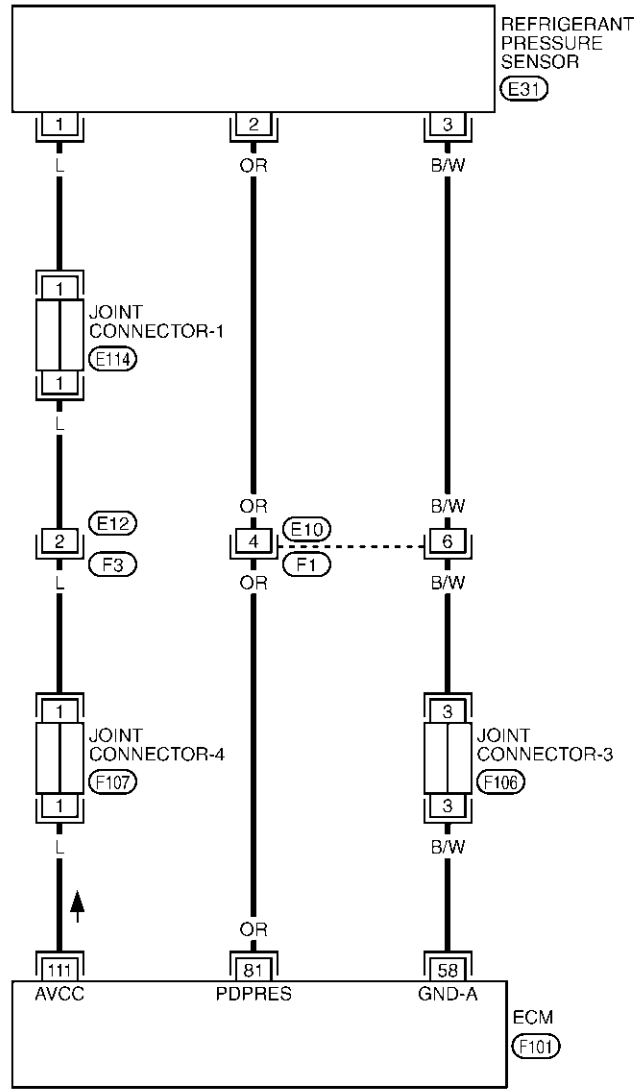 REFRIGERANT
PRESSURE
SENSOR
E31
1 2 3
L OR B/W
1
JOINT
CONNECTOR-1
E114
1
L
OR B/W
E12 E10
2 4 6
F3 F1
L OR B/W
1 3
JOINT
CONNECTOR-4
F107
JOINT
CONNECTOR-3
F106
1 3
L B/W
OR
111 81 58
AVCC PDPRES GND-A
ECM
F101